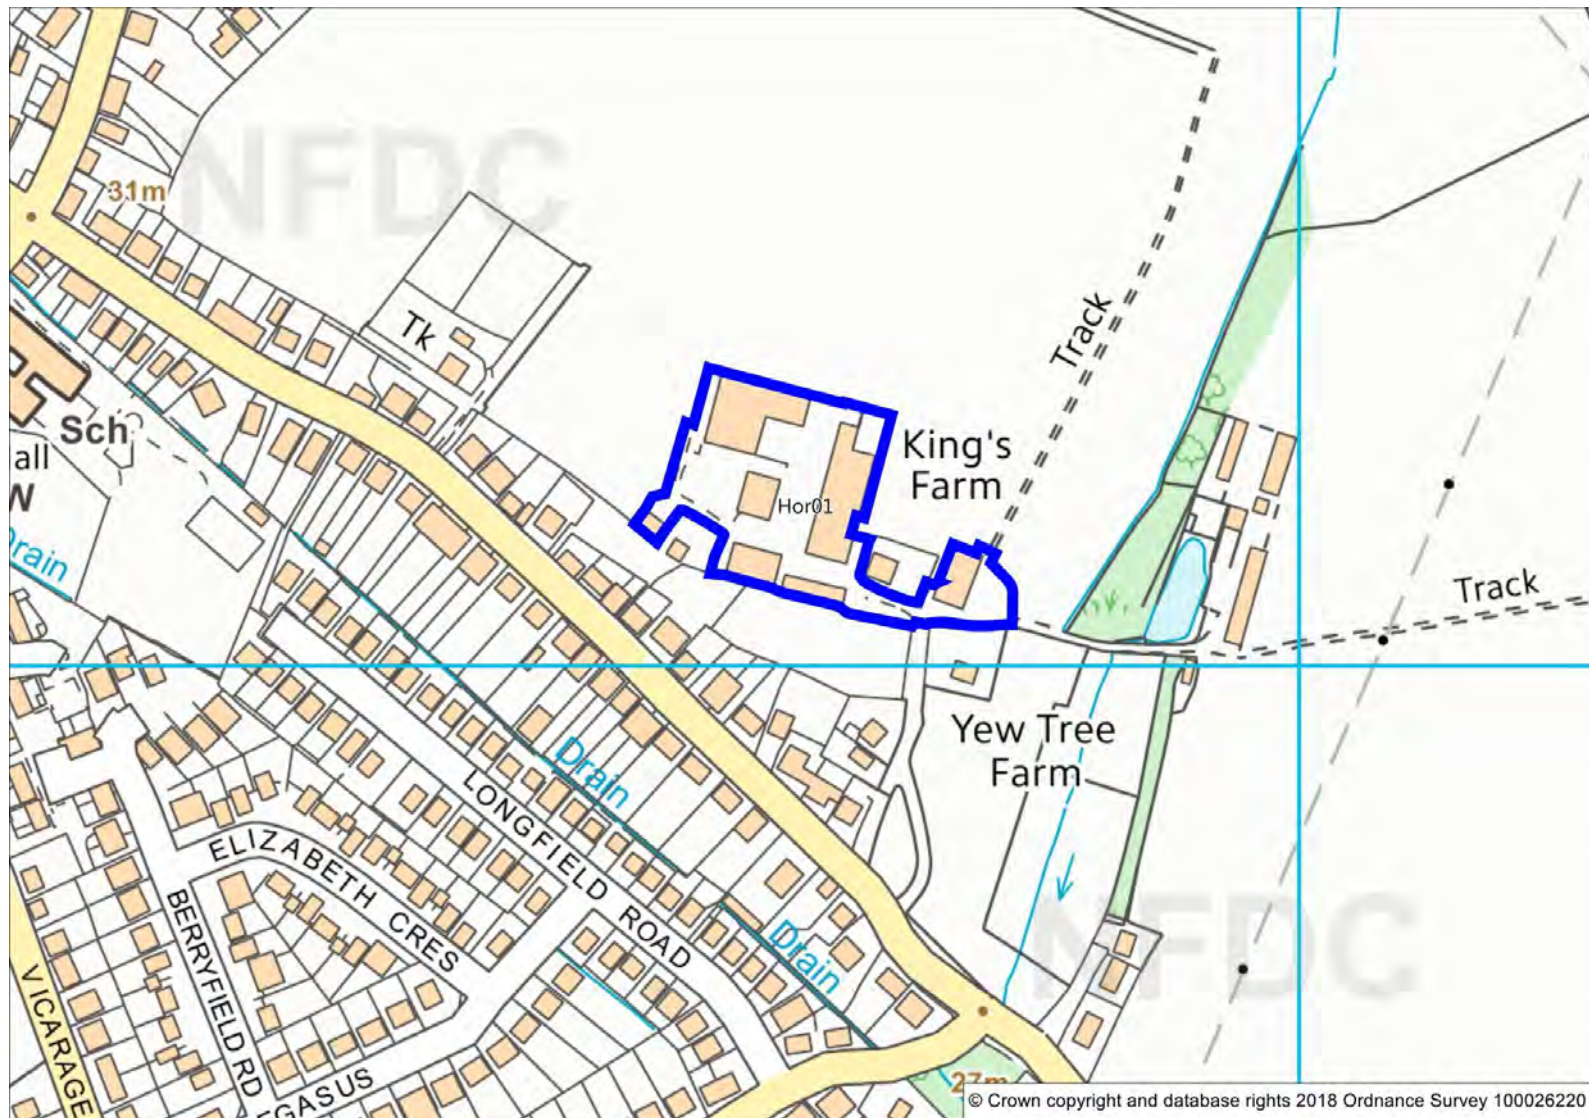 NFDC
31m
Track
Tk
King's
Farm
Sch
all
W
Hor01
Drain
Track
Yew Tree
Farm
Drain
LONGFIELD ROAD
ELIZABETH CRES
BERRYFIELD RD
Drain
NFDC
VICARAGE
EGASUS
27m
© Crown copyright and database rights 2018 Ordnance Survey 100026220